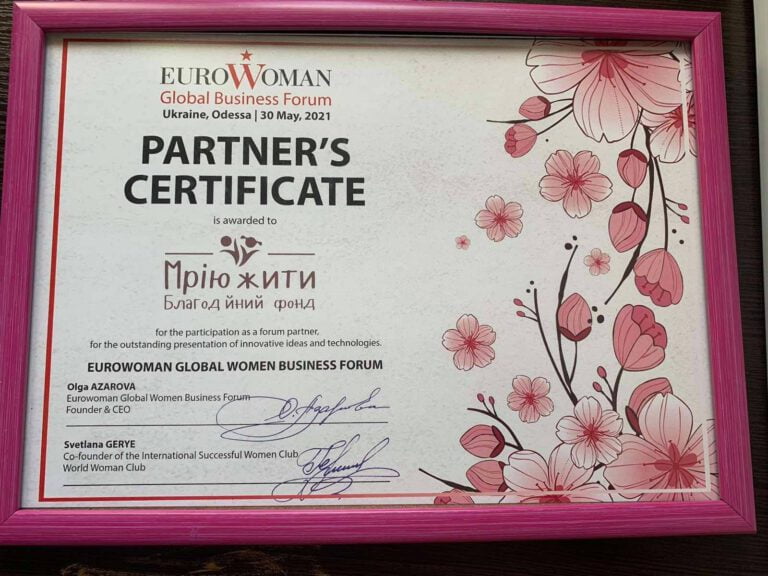 EUROWOMAN
Global Business Forum
Ukraine, Odessa | 30 May, 2021
PARTNER'S
CERTIFICATE
is awarded to
Мрію жити
Благод йний фонд
for the participation as a forum partner,
for the outstanding presentation of innovative ideas and technologies.
EUROWOMAN GLOBAL WOMEN BUSINESS FORUM
Olga AZAROVA
Eurowoman Global Women Business Forum
Founder & CEO
Svetlana GERYE
Co-founder of the International Successful Women Club
World Woman Club